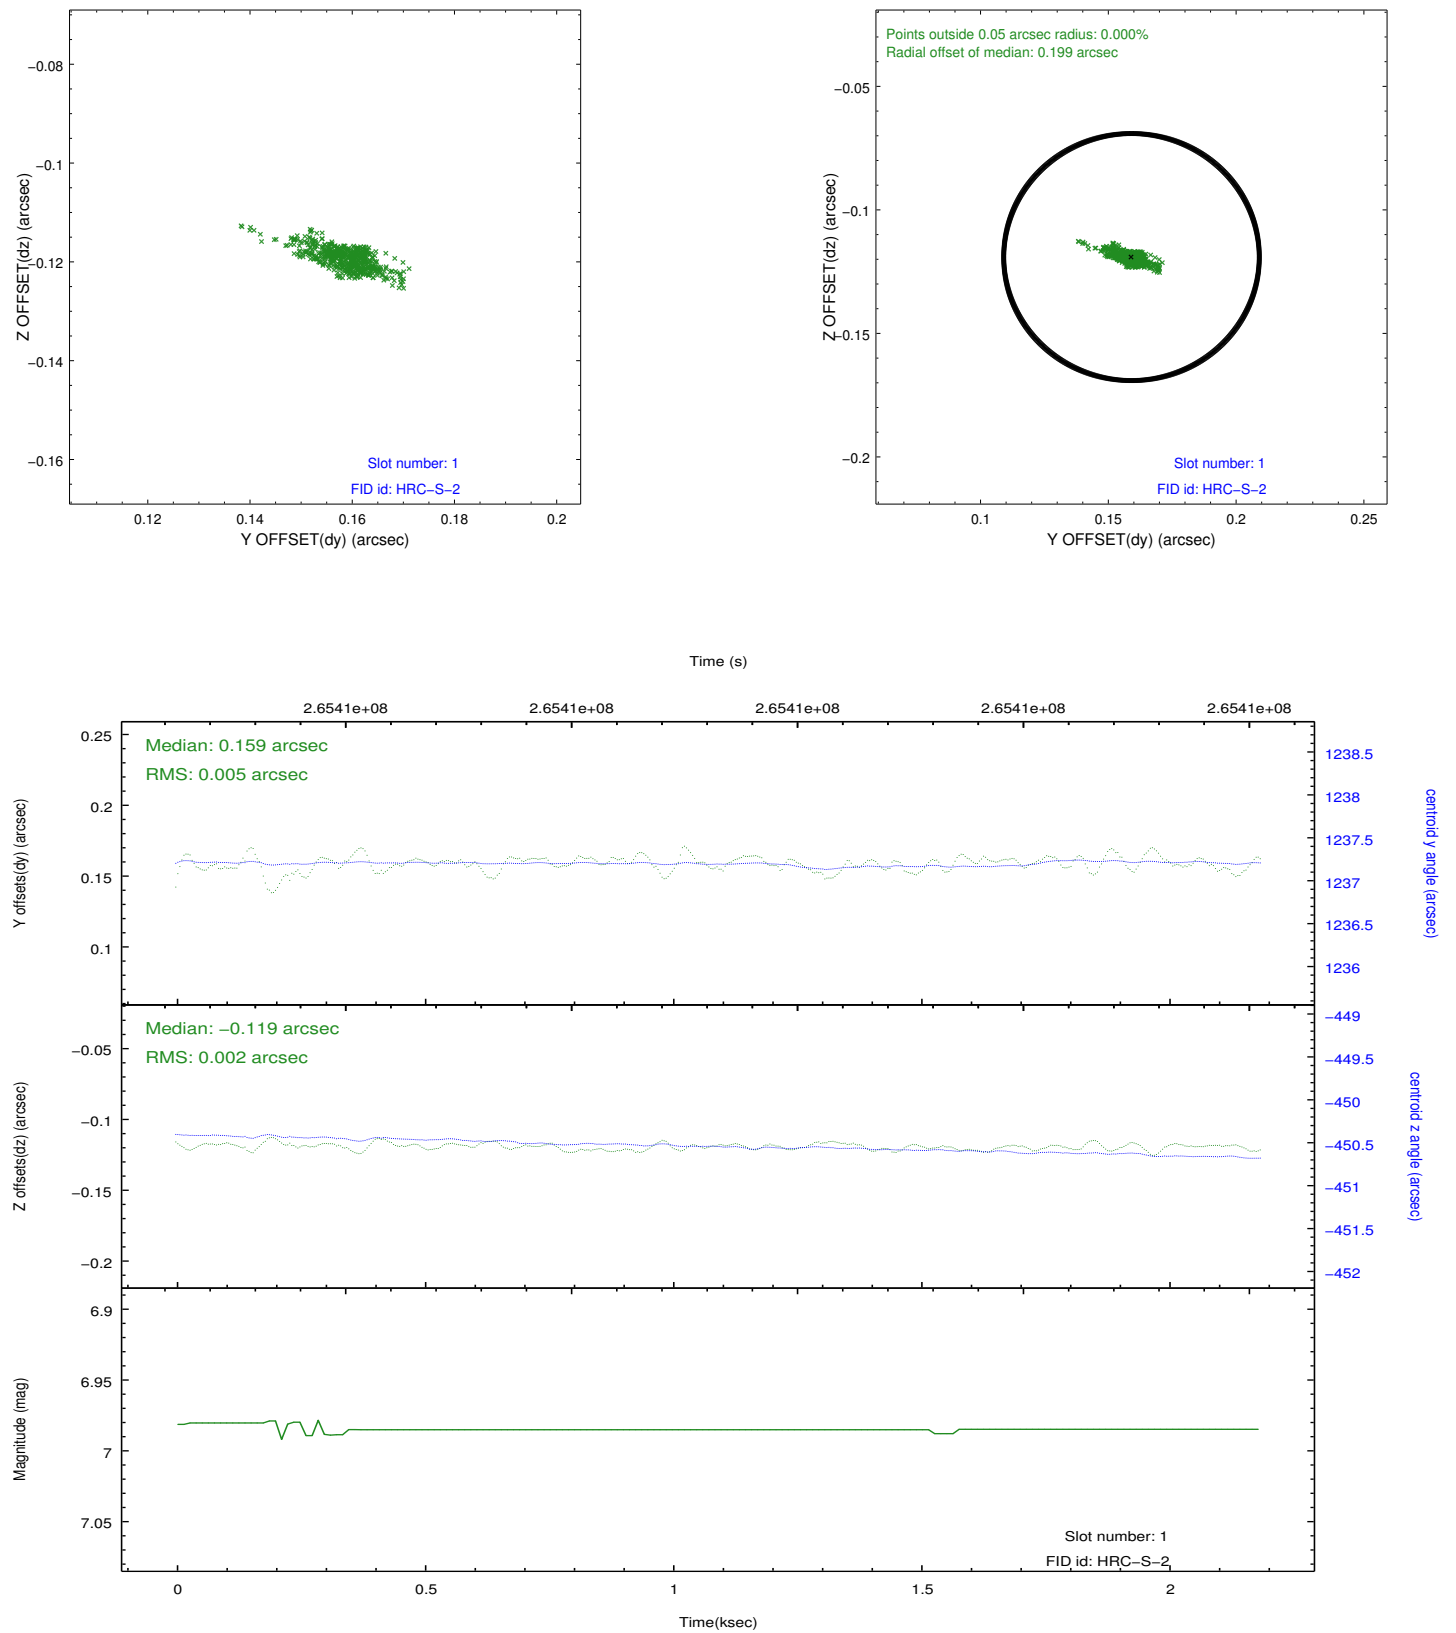 −0.08
−0.1
−0.12
−0.14
−0.16
Z OFFSET(dz) (arcsec)
Slot number: 1
FID id: HRC−S−2
0.12
0.14
0.16
0.18
0.2
Y OFFSET(dy) (arcsec)
Points outside 0.05 arcsec radius: 0.000%
Radial offset of median: 0.199 arcsec
−0.05
−0.1
−0.15
−0.2
Z OFFSET(dz) (arcsec)
Slot number: 1
FID id: HRC−S−2
0.1
0.15
0.2
0.25
Y OFFSET(dy) (arcsec)
Time (s)
2.6541e+08
2.6541e+08
2.6541e+08
2.6541e+08
2.6541e+08
Median: 0.159 arcsec
RMS: 0.005 arcsec
0.25
0.2
0.15
0.1
Y offsets(dy) (arcsec)
1238.5
1238
1237.5
1237
1236.5
1236
centroid y angle (arcsec)
Median: −0.119 arcsec
RMS: 0.002 arcsec
−0.05
−0.1
−0.15
−0.2
Z offsets(dz) (arcsec)
−449
−449.5
−450
−450.5
−451
−451.5
−452
centroid z angle (arcsec)
6.9
6.95
7
7.05
Magnitude (mag)
Slot number: 1
FID id: HRC−S−2
0
0.5
1
1.5
2
Time(ksec)